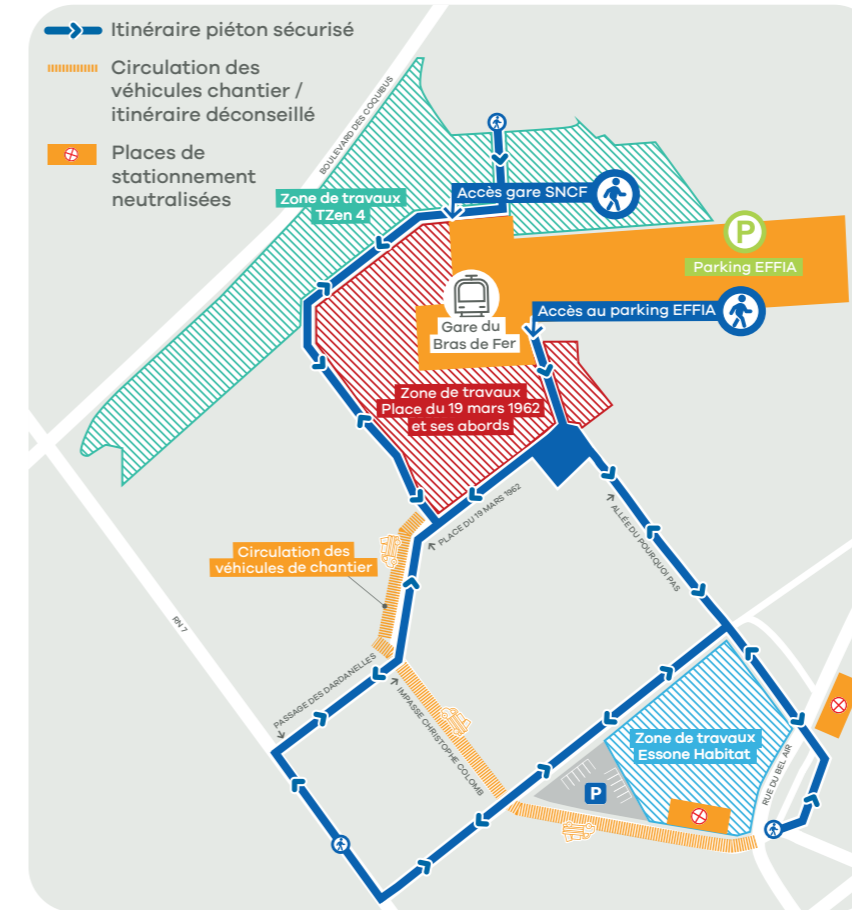 Itinéraire piéton sécurisé
Circulation des
véhicules chantier /
itinéraire déconseillé
Places de
stationnement
neutralisées
BOULEVARD DES COQUIBUS
Zone de travaux
TZen 4
Accès gare SNCF
P
Parking EFFIA
Accès au parking EFFIA
Gare du
Bras de Fer
Zone de travaux
Place du 19 mars 1962
et ses abords
PLACE DU 19 MARS 1962
ALLÉE DU POURQUOI PAS
Circulation des
véhicules de chantier
RN 7
PASSAGE DES DARDANELLES
IMPASSE CHRISTOPHE COLOMB
Zone de travaux
Essone Habitat
RUE DU BEL AIR
P